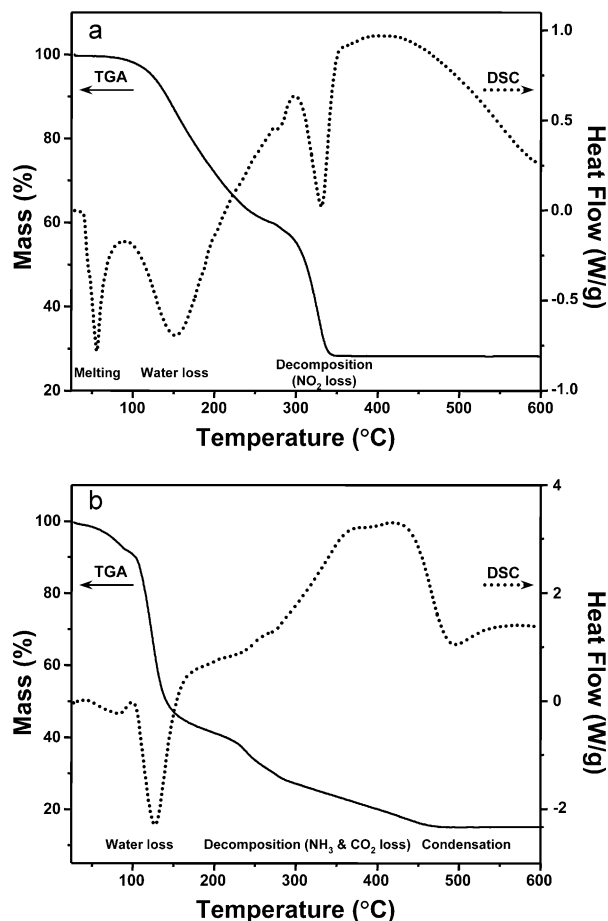 a
100
80
60
40
20
Mass (%)
TGA
DSC
1.0
0.5
0.0
-0.5
-1.0
Heat Flow (W/g)
Melting
Water loss
Decomposition
(NO₂ loss)
100
200
300
400
500
600
Temperature (°C)
b
100
80
60
40
20
Mass (%)
TGA
DSC
4
2
0
-2
Heat Flow (W/g)
Water loss
Decomposition (NH₃ & CO₂ loss)
Condensation
100
200
300
400
500
600
Temperature (°C)